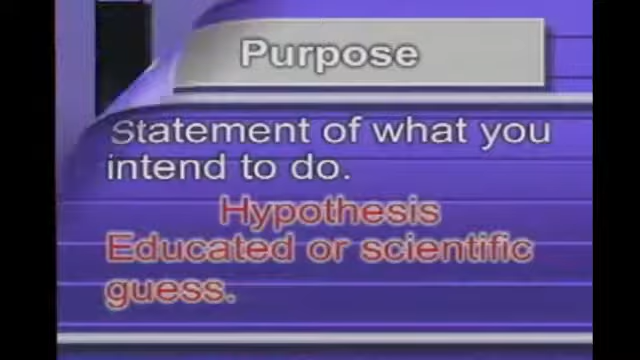 Purpose
Statement of what you
intend to do.
Hypothesis
Educated or scientific
guess.